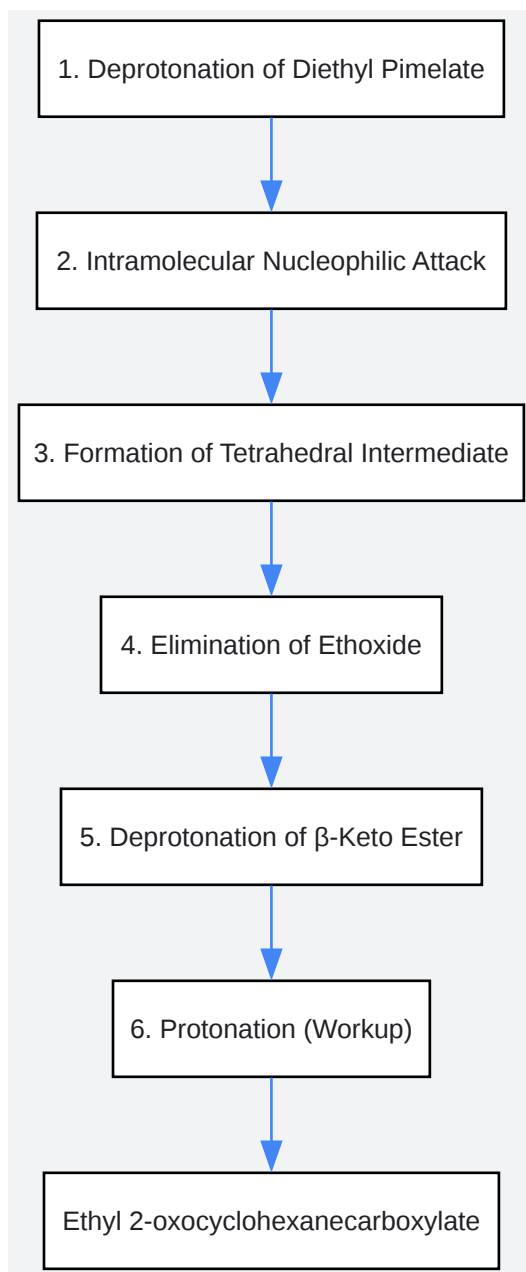 1. Deprotonation of Diethyl Pimelate
2. Intramolecular Nucleophilic Attack
3. Formation of Tetrahedral Intermediate
4. Elimination of Ethoxide
5. Deprotonation of β-Keto Ester
6. Protonation (Workup)
Ethyl 2-oxocyclohexanecarboxylate